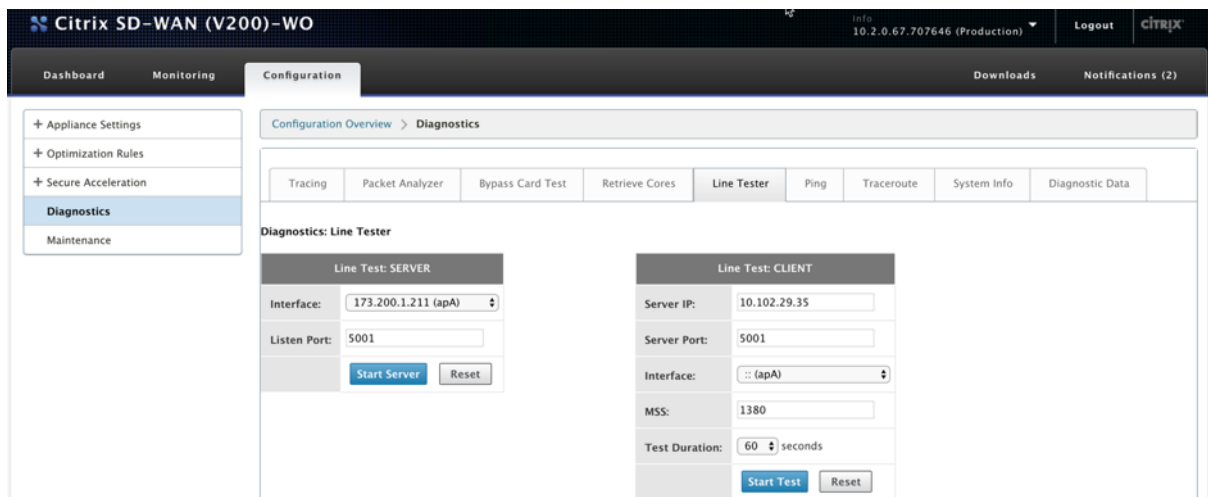 Citrix SD-WAN (V200)-WO
Info
10.2.0.67.707646 (Production)
Logout
CİTRIX
Dashboard Monitoring Configuration Downloads Notifications (2)
+ Appliance Settings
+ Optimization Rules
+ Secure Acceleration
Diagnostics
Maintenance
Configuration Overview > Diagnostics
Tracing Packet Analyzer Bypass Card Test Retrieve Cores Line Tester Ping Traceroute System Info Diagnostic Data
Diagnostics: Line Tester
Line Test: SERVER
Interface: 173.200.1.211 (apA)
Listen Port: 5001
Start Server Reset
Line Test: CLIENT
Server IP: 10.102.29.35
Server Port: 5001
Interface: :: (apA)
MSS: 1380
Test Duration: 60 seconds
Start Test Reset